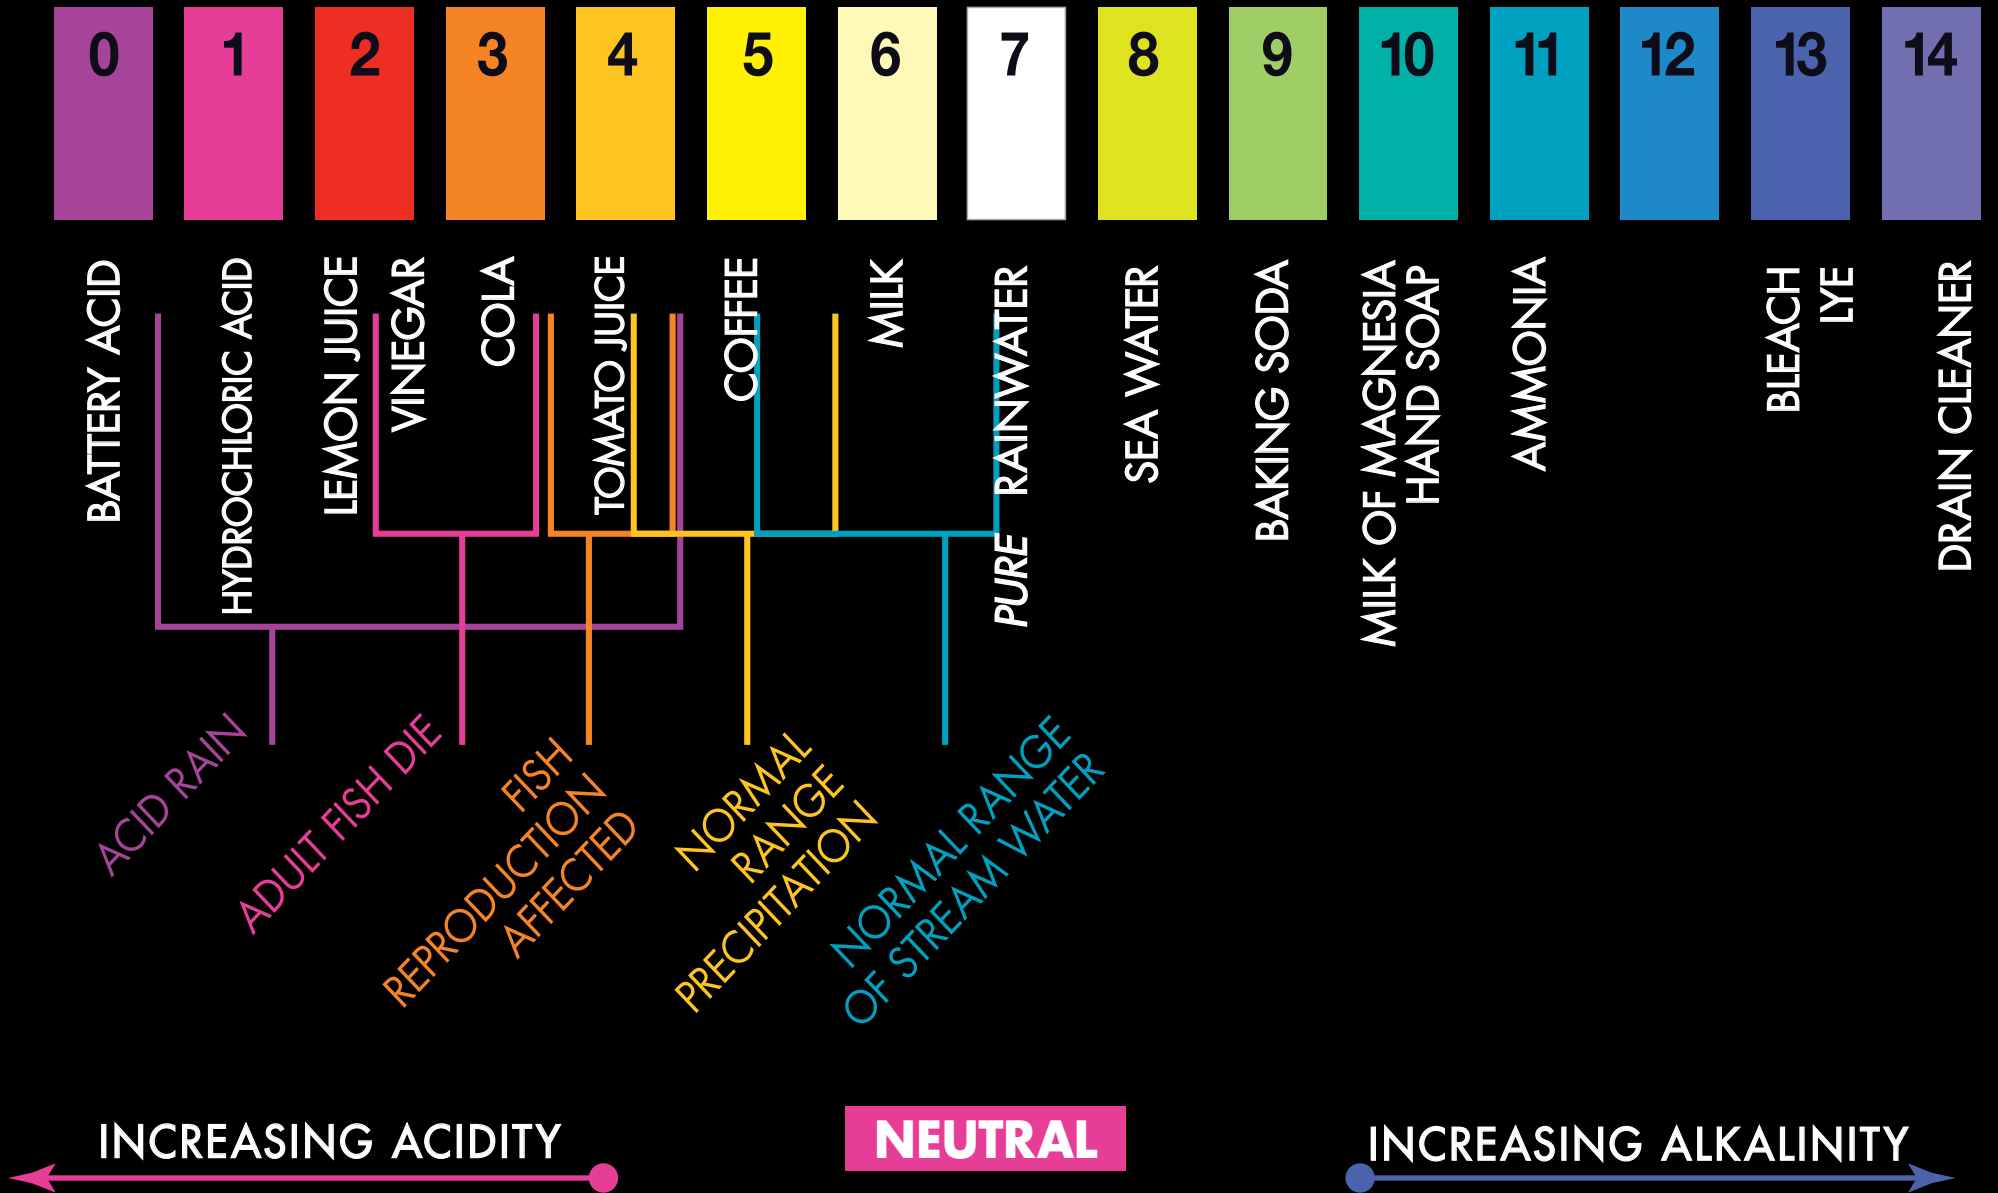 0
1
2
3
4
5
6
7
8
9
10
11
12
13
14
BATTERY ACID
HYDROCHLORIC ACID
LEMON JUICE
VINEGAR
COLA
TOMATO JUICE
COFFEE
MILK
PURE RAINWATER
SEA WATER
BAKING SODA
MILK OF MAGNESIA
HAND SOAP
AMMONIA
BLEACH
LYE
DRAIN CLEANER
ACID RAIN
ADULT FISH DIE
FISH
REPRODUCTION
AFFECTED
NORMAL
RANGE
PRECIPITATION
NORMAL RANGE
OF STREAM WATER
INCREASING ACIDITY
NEUTRAL
INCREASING ALKALINITY